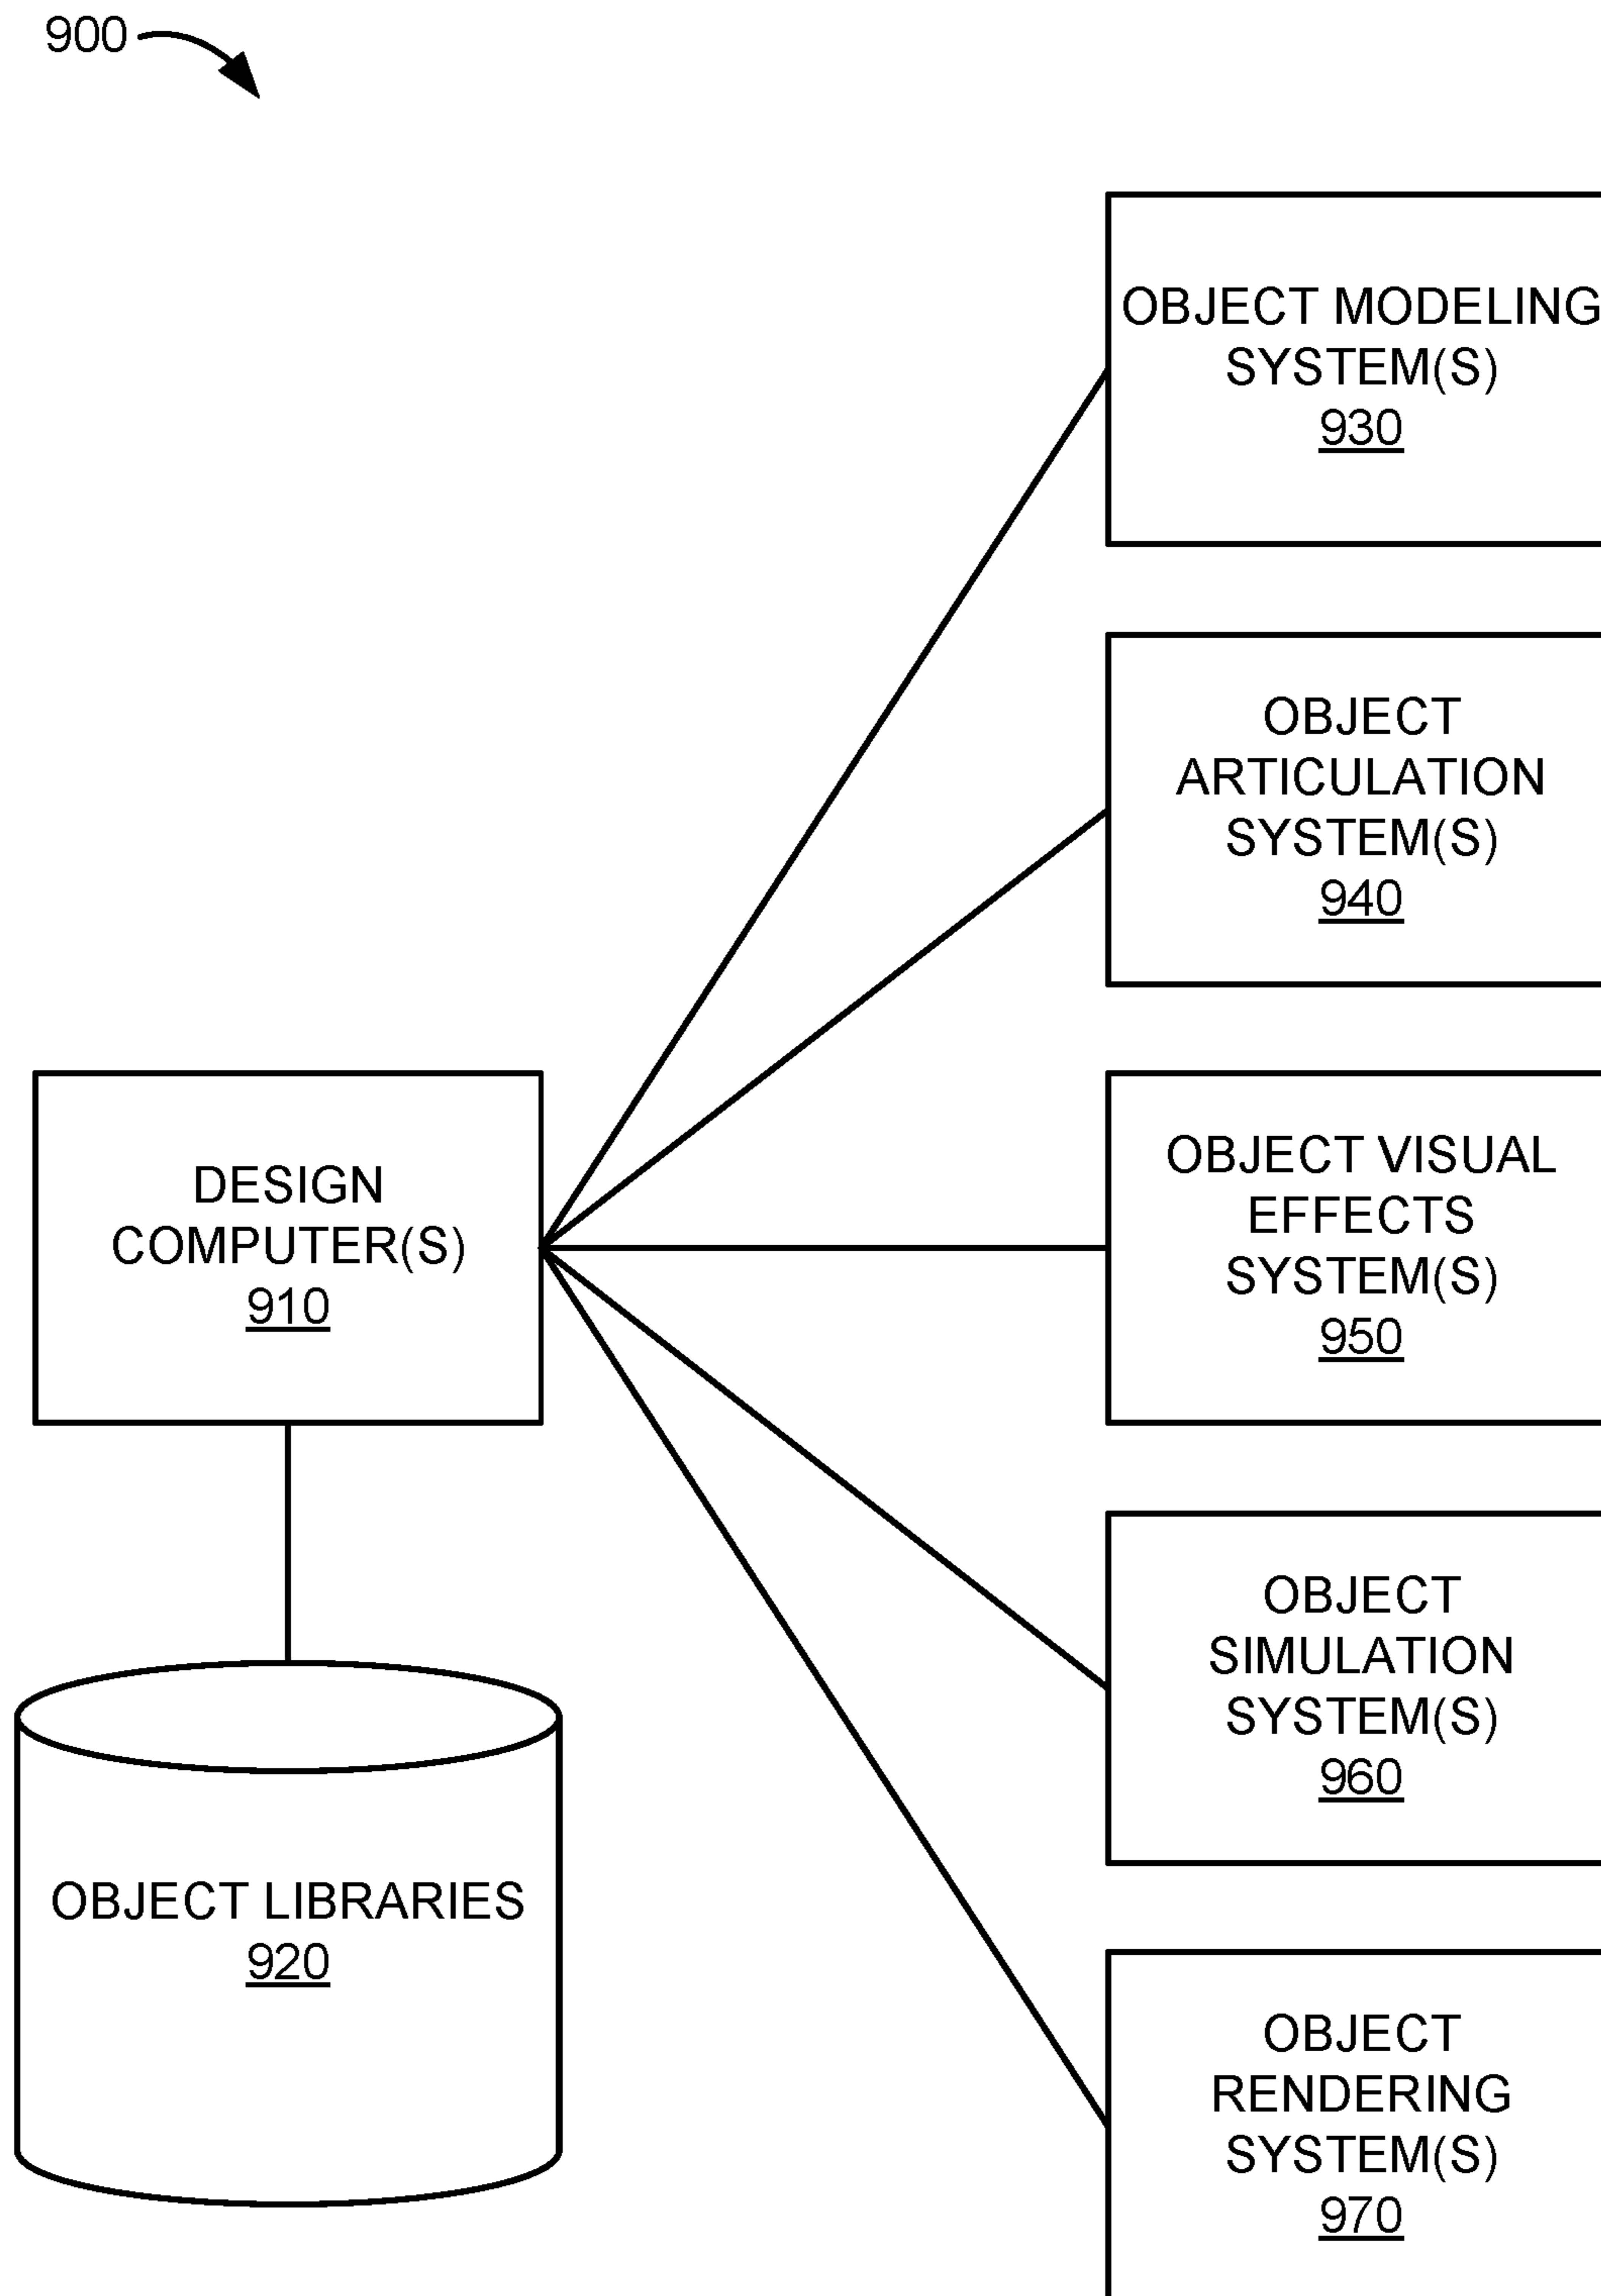 900
OBJECT MODELING
SYSTEM(S)
930
OBJECT
ARTICULATION
SYSTEM(S)
940
DESIGN
COMPUTER(S)
910
OBJECT VISUAL
EFFECTS
SYSTEM(S)
950
OBJECT
SIMULATION
SYSTEM(S)
960
OBJECT LIBRARIES
920
OBJECT
RENDERING
SYSTEM(S)
970